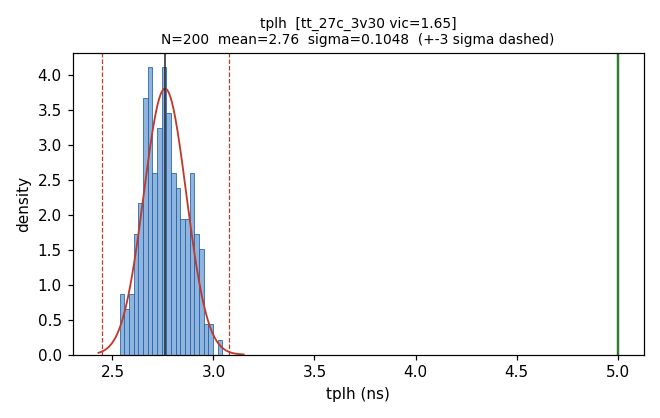 tplh [tt_27c_3v30 vic=1.65]
N=200 mean=2.76 sigma=0.1048 (+-3 sigma dashed)
4.0
3.5
3.0
2.5
2.0
1.5
1.0
0.5
0.0
density
2.5 3.0 3.5 4.0 4.5 5.0
tplh (ns)